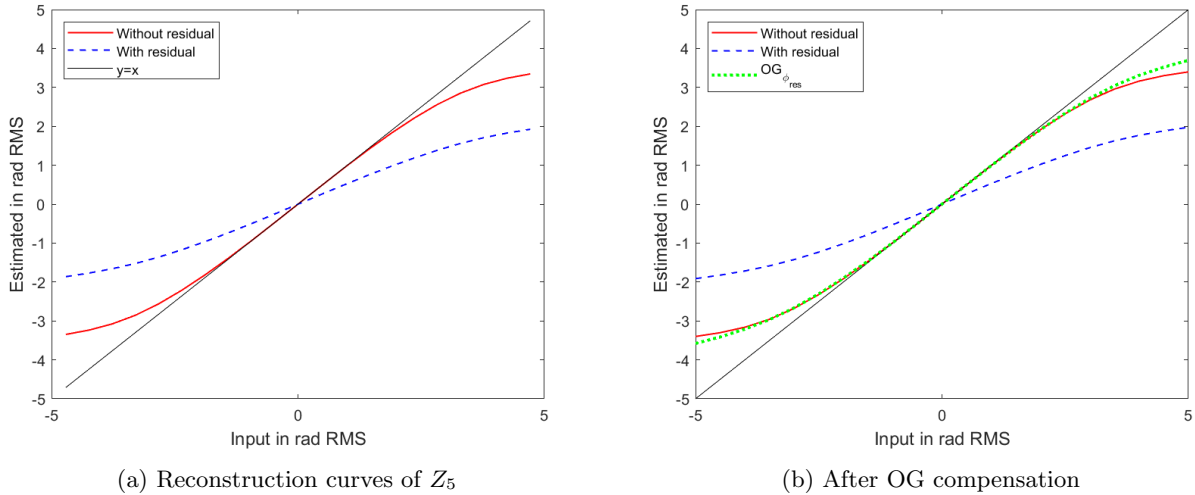 5
4
3
2
1
0
-1
-2
-3
-4
-5
-5
0
5
Estimated in rad RMS
Input in rad RMS
Without residual
With residual
y=x
(a) Reconstruction curves of Z5
5
4
3
2
1
0
-1
-2
-3
-4
-5
-5
0
5
Estimated in rad RMS
Input in rad RMS
Without residual
With residual
OGϕres
(b) After OG compensation